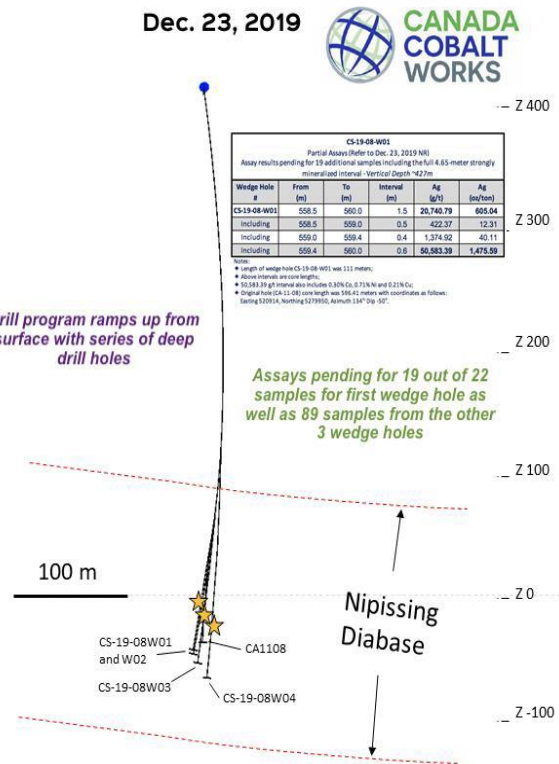 Dec. 23, 2019
CANADA
COBALT
WORKS
Z 400
CS-19-08-W01
Partial Assays (Refer to Dec. 23, 2019 NR)
Assay results pending for 19 additional samples including the full 4.65-meter strongly
mineralized interval - Vertical Depth ~427m
Wedge Hole # From (m) To (m) Interval (m) Ag (g/t) Ag (oz/ton)
CS-19-08-W01 558.5 560.0 1.5 20,740.79 605.04
Including 558.5 559.0 0.5 422.37 12.31
Including 559.0 559.4 0.4 1,374.92 40.11
Including 559.4 560.0 0.6 50,583.39 1,475.59
Notes:
Length of wedge hole CS-19-08-W01 was 111 meters;
Above intervals are core lengths;
50,583.39 g/t interval also includes 0.30% Co, 0.71% Ni and 0.21% Cu;
Original hole (CA-11-08) core length was 596.41 meters with coordinates as follows:
Easting 520914, Northing 5279950, Azimuth 134° Dip -50°.
Z 300
rill program ramps up from
surface with series of deep
drill holes
Z 200
Assays pending for 19 out of 22
samples for first wedge hole as
well as 89 samples from the other
3 wedge holes
Z 100
100 m
Z 0
Nipissing
Diabase
CS-19-08W01
and W02
CA1108
CS-19-08W03
CS-19-08W04
Z -100